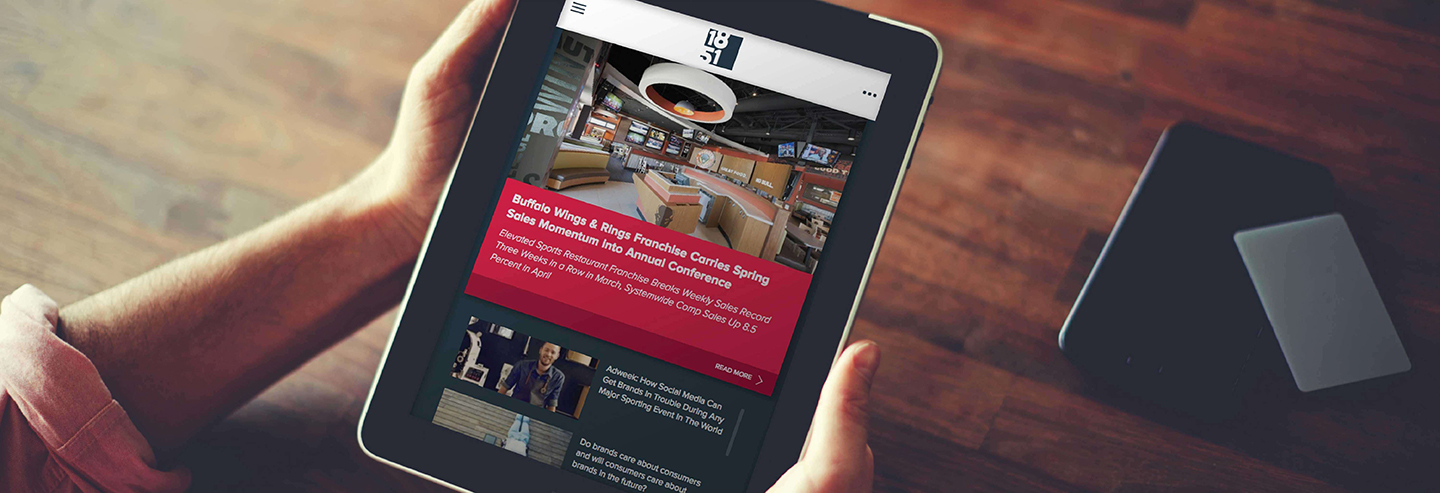 18
51
Buffalo Wings & Rings Franchise Carries Spring
Sales Momentum Into Annual Conference
Elevated Sports Restaurant Franchise Breaks Weekly Sales Record
Three Weeks in a Row in March, Systemwide Comp Sales Up 8.5
Percent in April
READ MORE
Adweek: How Social Media Can
Get Brands In Trouble During Any
Major Sporting Event In The World
Do brands care about consumers
and will consumers care about
brands in the future?